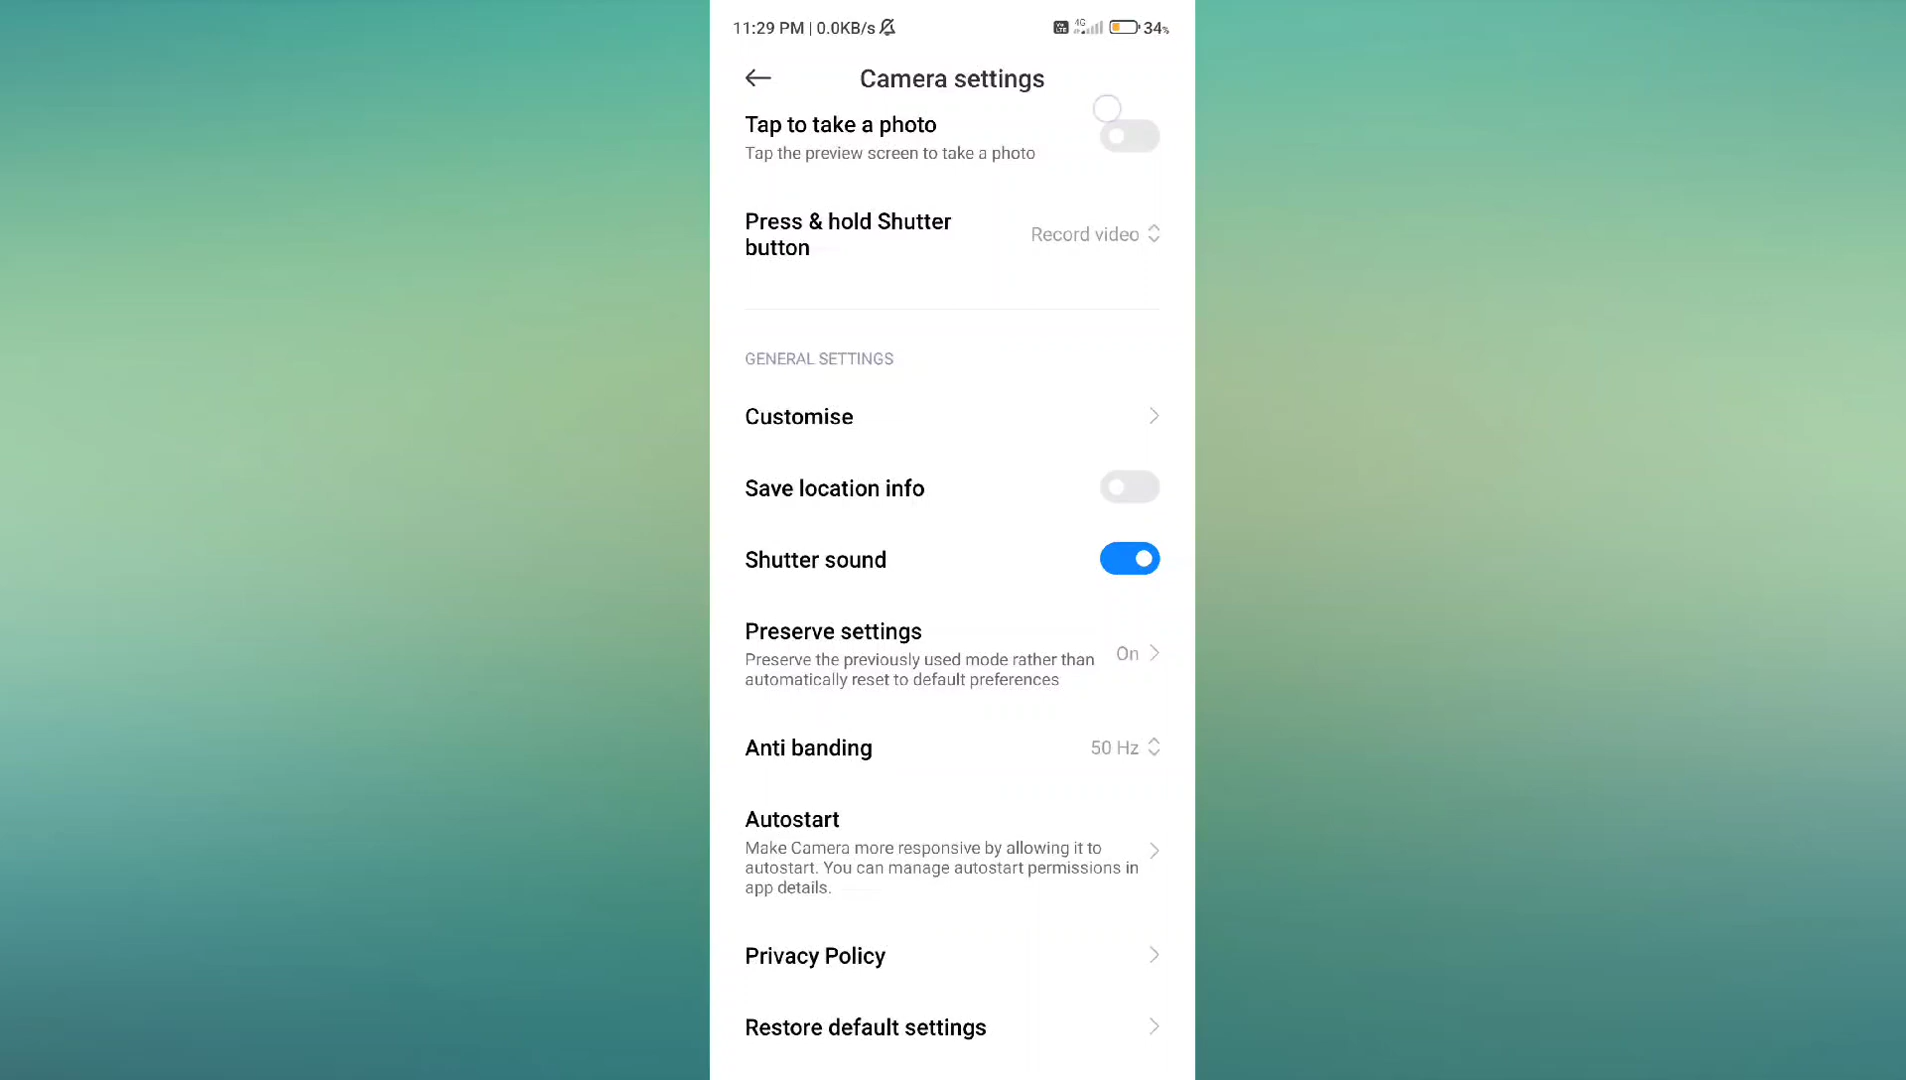 11:29 PM | 0.0KB/s
4G
34%
Camera settings
Tap to take a photo
Tap the preview screen to take a photo
Press & hold Shutter
button
Record video
GENERAL SETTINGS
Customise
Save location info
Shutter sound
Preserve settings
Preserve the previously used mode rather than
automatically reset to default preferences
On
Anti banding
50 Hz
Autostart
Make Camera more responsive by allowing it to
autostart. You can manage autostart permissions in
app details.
Privacy Policy
Restore default settings